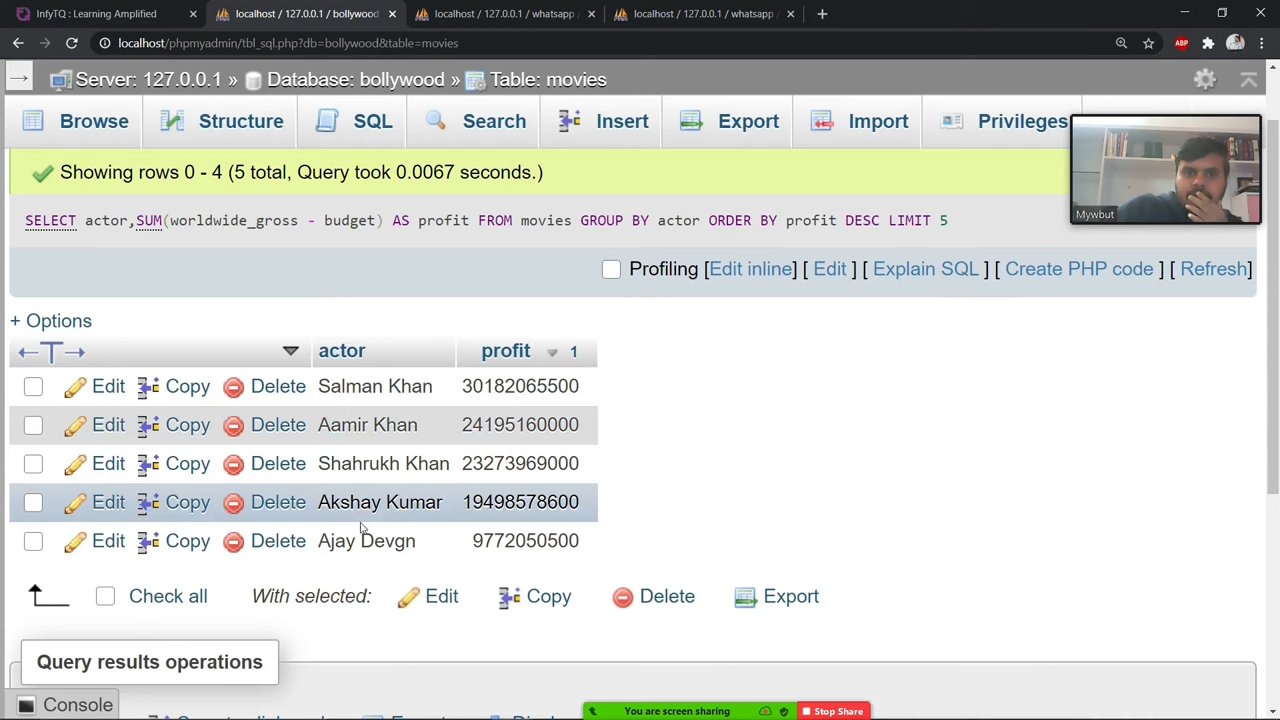 InfyTQ : Learning Amplified
localhost / 127.0.0.1 / bollywood
localhost / 127.0.0.1 / whatsapp
localhost / 127.0.0.1 / whatsapp
localhost/phpmyadmin/tbl_sql.php?db=bollywood&table=movies
ABP
Server: 127.0.0.1 » Database: bollywood » Table: movies
Browse Structure SQL Search Insert Export Import Privileges
Mywbut
Showing rows 0 - 4 (5 total, Query took 0.0067 seconds.)
SELECT actor,SUM(worldwide_gross - budget) AS profit FROM movies GROUP BY actor ORDER BY profit DESC LIMIT 5
Profiling [Edit inline] [ Edit ] [ Explain SQL ] [ Create PHP code ] [ Refresh]
+ Options
←T→ actor profit 1
Edit Copy Delete Salman Khan 30182065500
Edit Copy Delete Aamir Khan 24195160000
Edit Copy Delete Shahrukh Khan 23273969000
Edit Copy Delete Akshay Kumar 19498578600
Edit Copy Delete Ajay Devgn 9772050500
Check all With selected: Edit Copy Delete Export
Query results operations
Console
You are screen sharing Stop Share